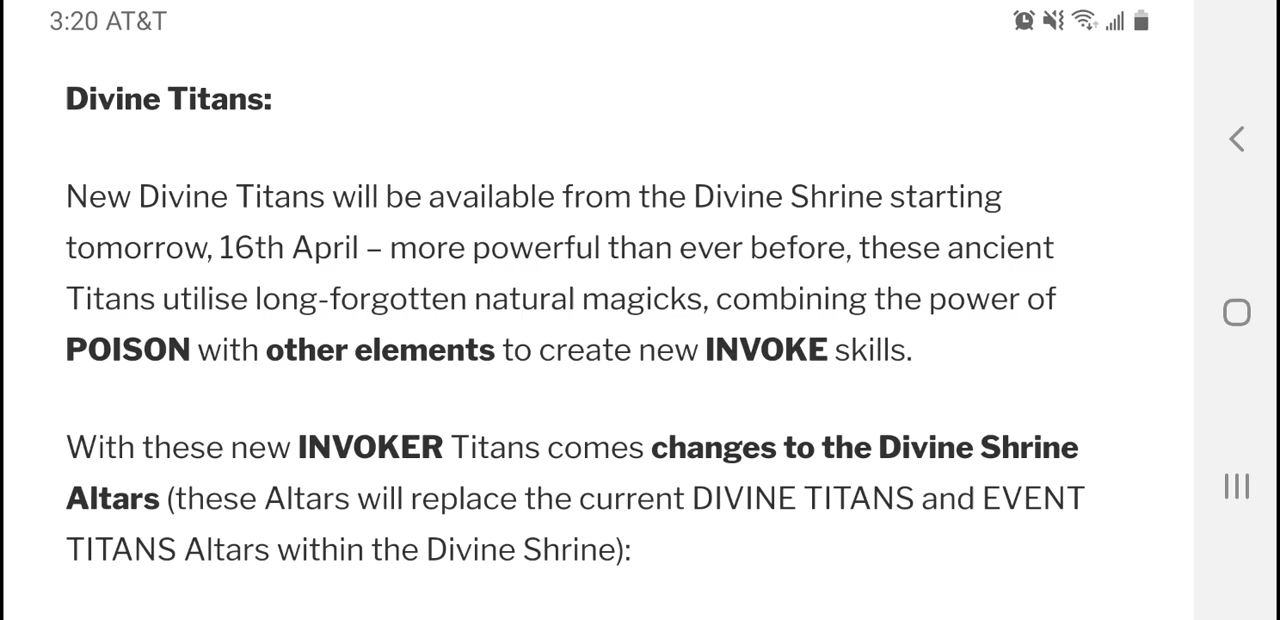 3:20 AT&T
Divine Titans:
New Divine Titans will be available from the Divine Shrine starting
tomorrow, 16th April – more powerful than ever before, these ancient
Titans utilise long-forgotten natural magicks, combining the power of
POISON with other elements to create new INVOKE skills.
With these new INVOKER Titans comes changes to the Divine Shrine
Altars (these Altars will replace the current DIVINE TITANS and EVENT
TITANS Altars within the Divine Shrine):